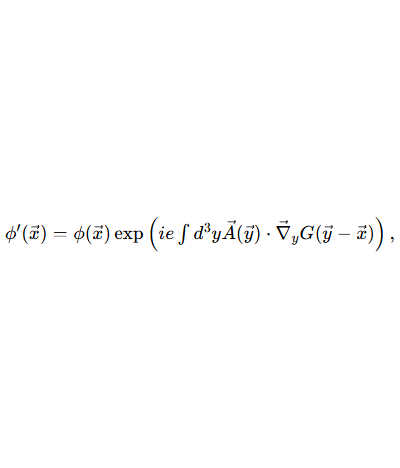 ϕ′(x⃗) = ϕ(x⃗) exp (ie ∫ d³y A⃗(y⃗) · ∇⃗_y G(y⃗ − x⃗)) ,